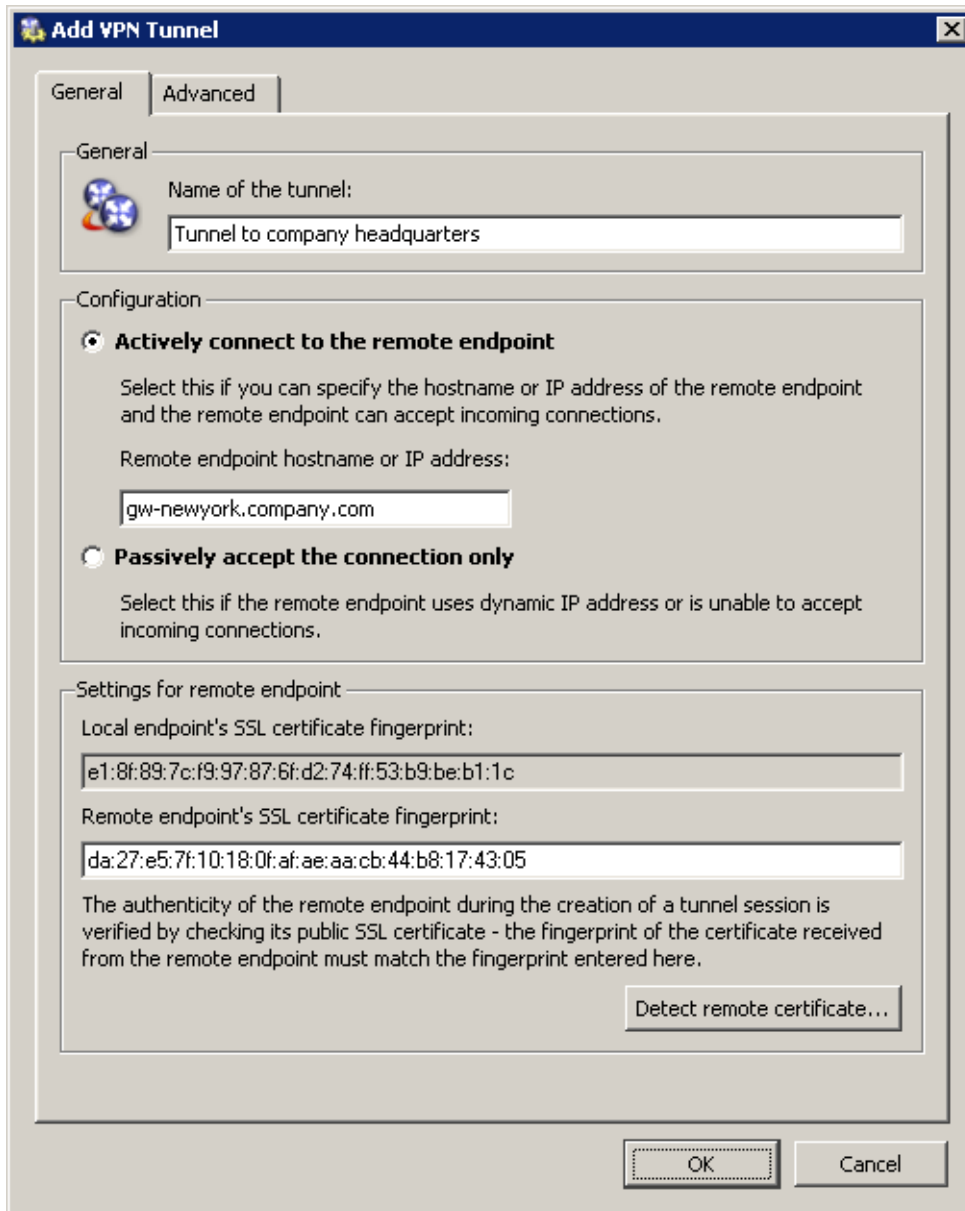 Add VPN Tunnel
General
Advanced
General
Name of the tunnel:
Tunnel to company headquarters
Configuration
Actively connect to the remote endpoint
Select this if you can specify the hostname or IP address of the remote endpoint
and the remote endpoint can accept incoming connections.
Remote endpoint hostname or IP address:
gw-newyork.company.com
Passively accept the connection only
Select this if the remote endpoint uses dynamic IP address or is unable to accept
incoming connections.
Settings for remote endpoint
Local endpoint's SSL certificate fingerprint:
e1:8f:89:7c:f9:97:87:6f:d2:74:ff:53:b9:be:b1:1c
Remote endpoint's SSL certificate fingerprint:
da:27:e5:7f:10:18:0f:af:ae:aa:cb:44:b8:17:43:05
The authenticity of the remote endpoint during the creation of a tunnel session is
verified by checking its public SSL certificate - the fingerprint of the certificate received
from the remote endpoint must match the fingerprint entered here.
Detect remote certificate...
OK
Cancel